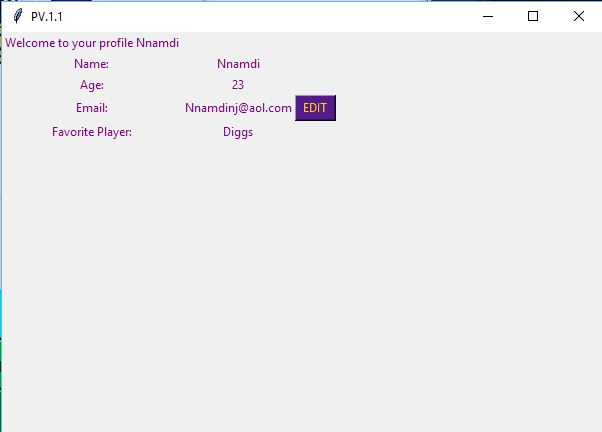 PV.1.1
Welcome to your profile Nnamdi
Name: Nnamdi
Age: 23
Email: Nnamdinj@aol.com EDIT
Favorite Player: Diggs